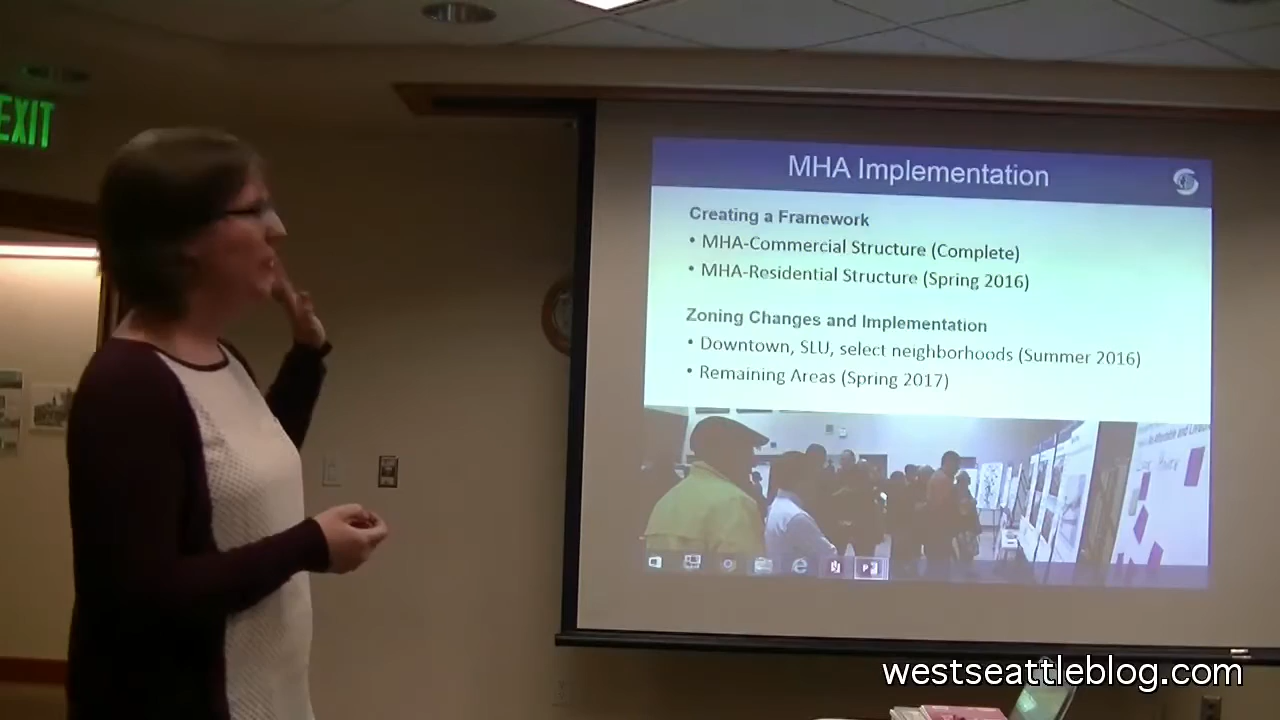 EXIT
MHA Implementation
Creating a Framework
• MHA-Commercial Structure (Complete)
• MHA-Residential Structure (Spring 2016)
Zoning Changes and Implementation
• Downtown, SLU, select neighborhoods (Summer 2016)
• Remaining Areas (Spring 2017)
westseattleblog.com